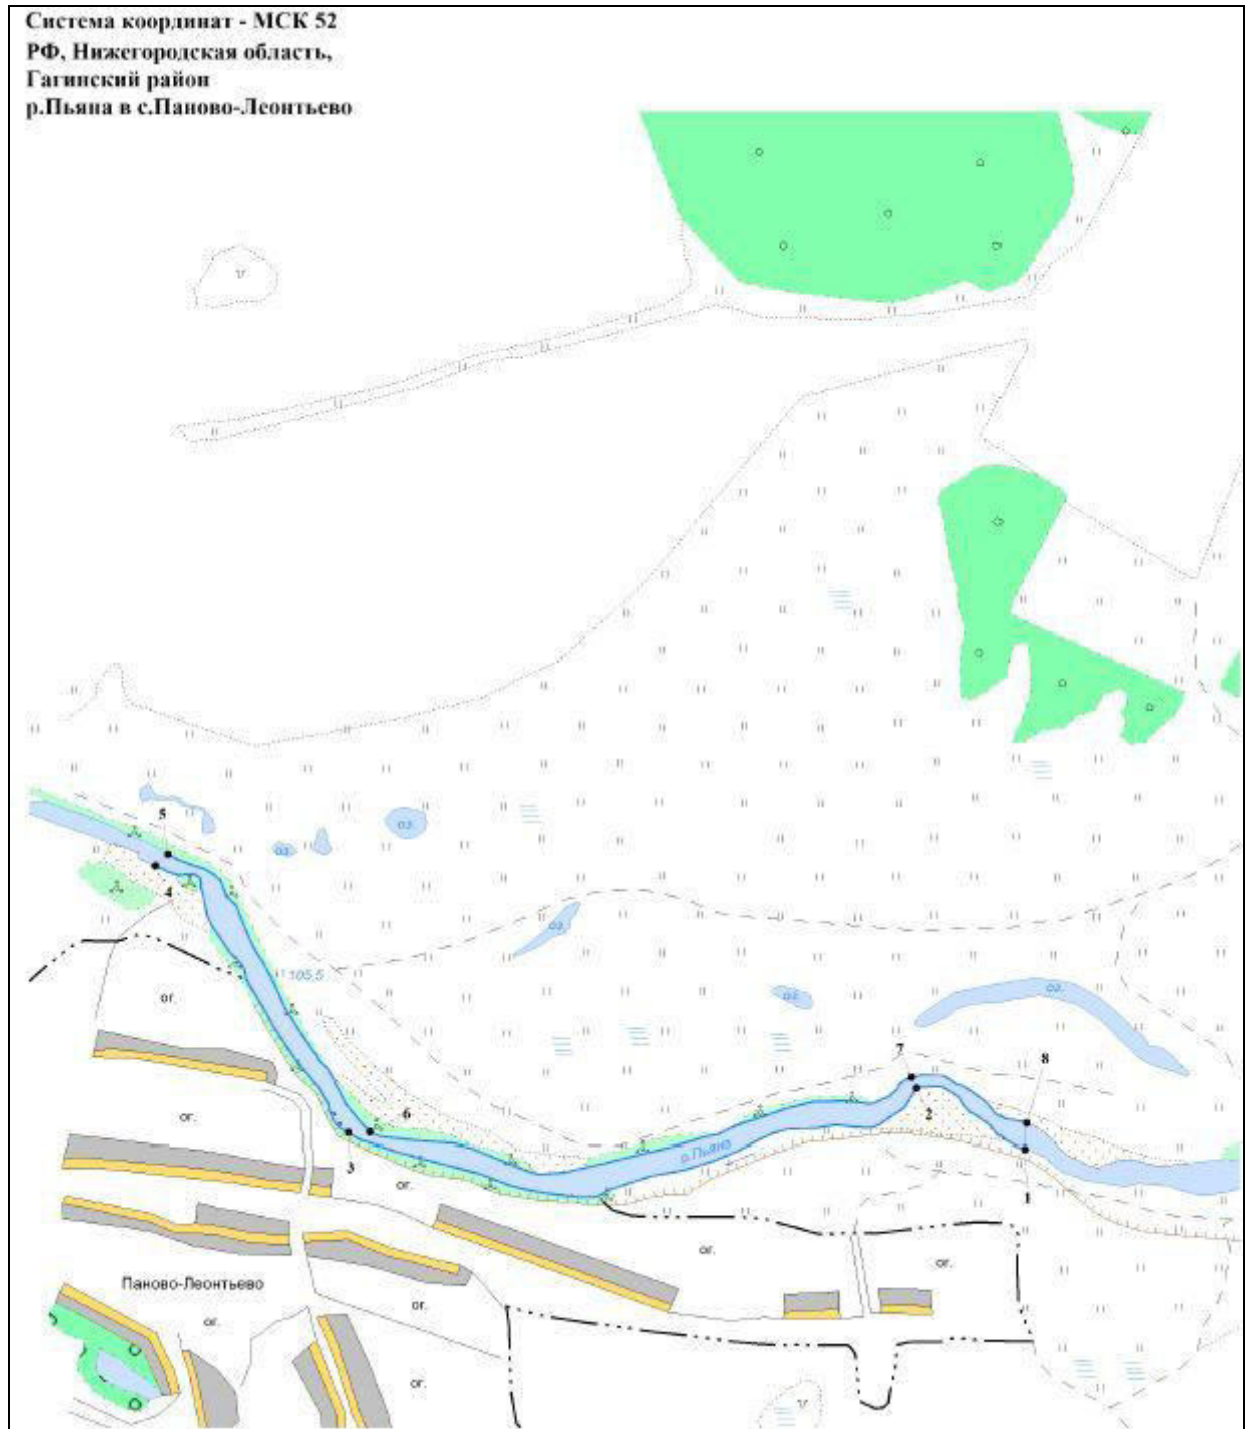 Система координат - МСК 52
РФ, Нижегородская область,
Гагинский район
р.Пьяна в с.Паново-Леонтьево
5
оз.
оз.
4
оз.
105,5
ог.
оз.
оз.
7
8
6
2
ог.
3
р.Пьяна
ог.
1
ог.
ог.
Паново-Леонтьево
ог.
ог.
ог.